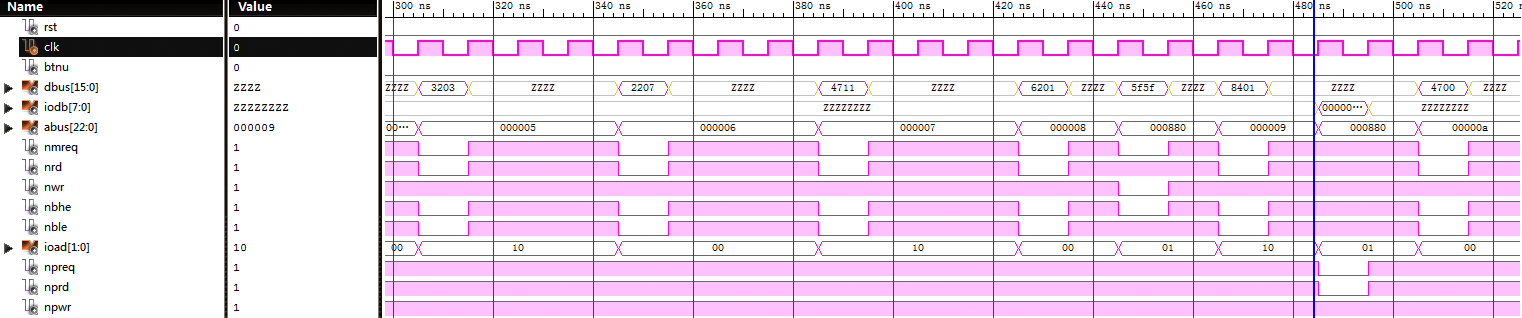 Name Value 300 ns 320 ns 340 ns 360 ns 380 ns 400 ns 420 ns 440 ns 460 ns 480 ns 500 ns 520
rst 0
clk 0
btnu 0
dbus[15:0] ZZZZ ZZZZ 3203 ZZZZ 2207 ZZZZ 4711 ZZZZ 6201 ZZZZ 5f5f ZZZZ 8401 ZZZZ 4700 ZZZZ
iodb[7:0] ZZZZZZZZ ZZZZZZZZ 00000··· ZZZZZZZZ
abus[22:0] 000009 00··· 000005 000006 000007 000008 000880 000009 000880 00000a
nmreq 1
nrd 1
nwr 1
nbhe 1
nble 1
ioad[1:0] 10 00 10 00 10 00 01 10 01 00
npreq 1
nprd 1
npwr 1